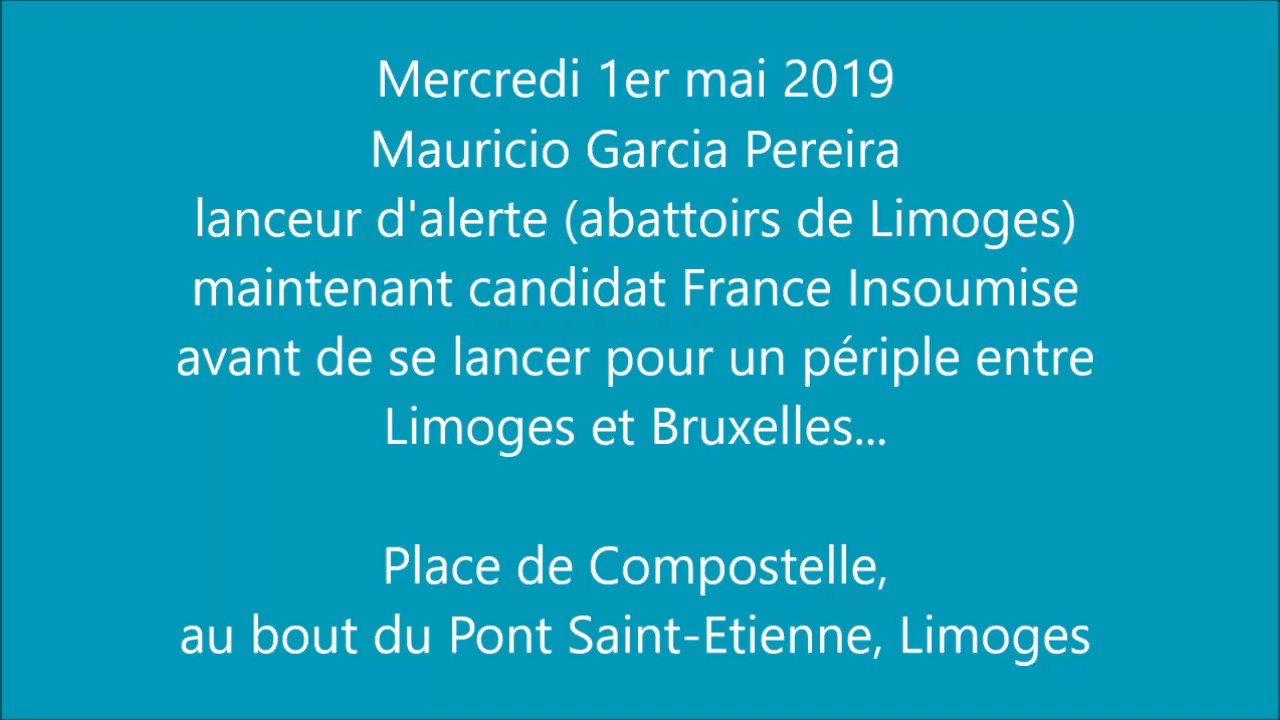 Mercredi 1er mai 2019
Mauricio Garcia Pereira
lanceur d'alerte (abattoirs de Limoges)
maintenant candidat France Insoumise
avant de se lancer pour un périple entre
Limoges et Bruxelles...
Place de Compostelle,
au bout du Pont Saint-Etienne, Limoges